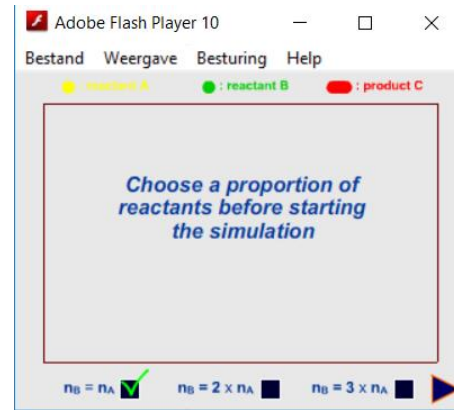 Adobe Flash Player 10
Bestand Weergave Besturing Help
: reactant A : reactant B : product C
Choose a proportion of
reactants before starting
the simulation
nB = nA nB = 2 x nA nB = 3 x nA